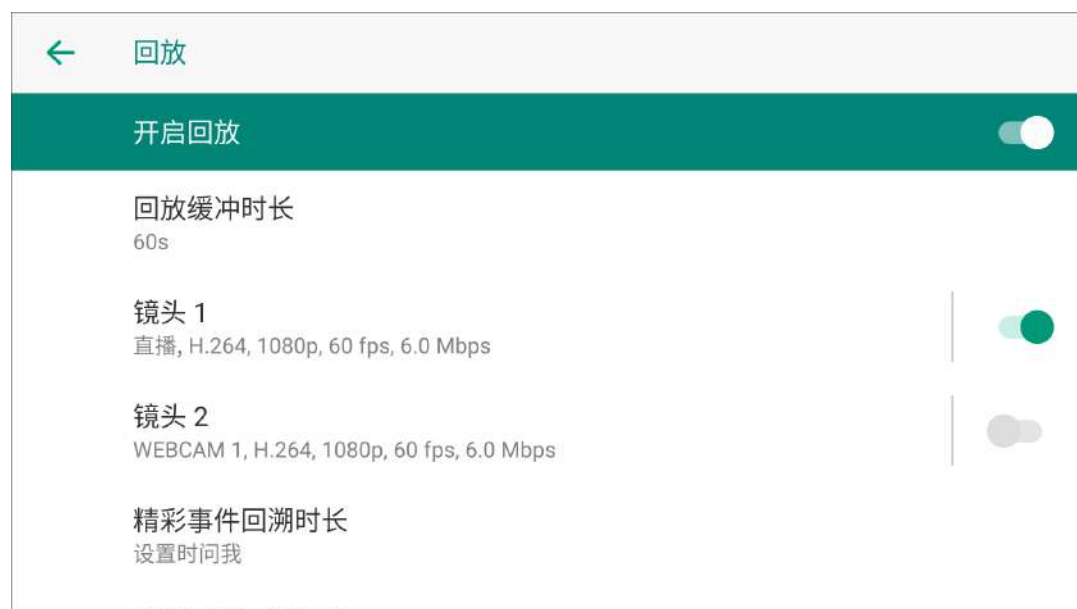 回放
开启回放
回放缓冲时长
60s
镜头 1
直播, H.264, 1080p, 60 fps, 6.0 Mbps
镜头 2
WEBCAM 1, H.264, 1080p, 60 fps, 6.0 Mbps
精彩事件回溯时长
设置时问我